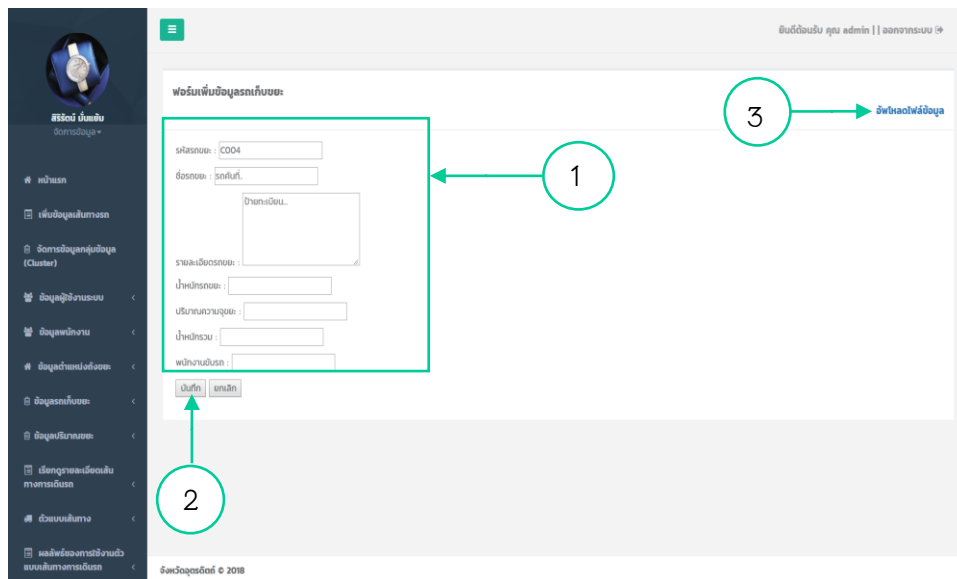 ยินดีต้อนรับ คุณ admin || ออกจากระบบ
สิริรัตน์ มั่นแย้ม
จัดการข้อมูล
หน้าแรก
เพิ่มข้อมูลเส้นทางรถ
จัดการข้อมูลกลุ่มข้อมูล
(Cluster)
ข้อมูลผู้ใช้งานระบบ
ข้อมูลพนักงาน
ข้อมูลตำแหน่งถังขยะ
ข้อมูลรถเก็บขยะ
ข้อมูลปริมาณขยะ
เรียกดูรายละเอียดเส้น
ทางการเดินรถ
ตัวแบบเส้นทาง
ผลลัพธ์ของการใช้งานตัว
แบบเส้นทางการเดินรถ
ฟอร์มเพิ่มข้อมูลรถเก็บขยะ
อัพโหลดไฟล์ข้อมูล
3
รหัสรถขยะ : C004
ชื่อรถขยะ : รถคันที่.
1
ป้ายทะเบียน..
รายละเอียดรถขยะ :
น้ำหนักรถขยะ :
ปริมาณความจุขยะ :
น้ำหนักรวม :
พนักงานขับรถ :
บันทึก ยกเลิก
2
จังหวัดอุตรดิตถ์ © 2018